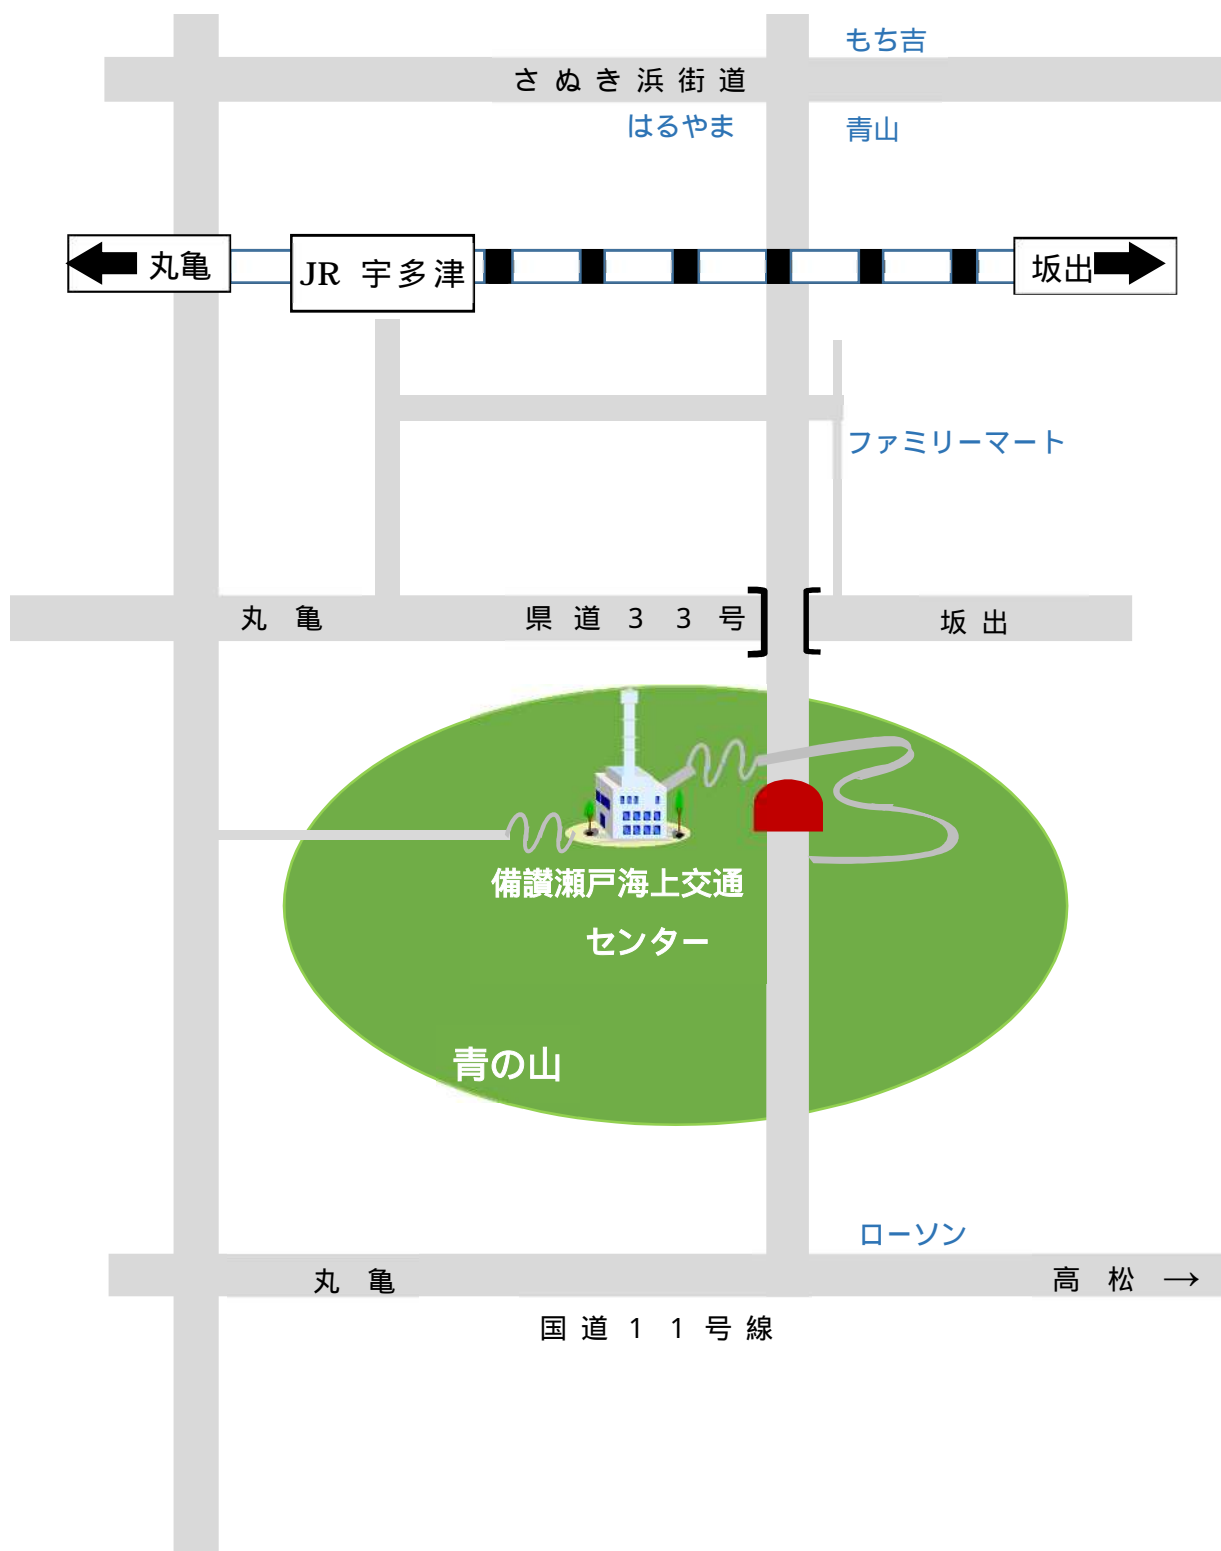 もち吉
さぬき浜街道
はるやま
青山
丸亀
JR 宇多津
坂出
ファミリーマート
丸 亀
県道33号
坂出
備讃瀬戸海上交通
センター
青の山
ローソン
丸 亀
高 松 →
国道11号線